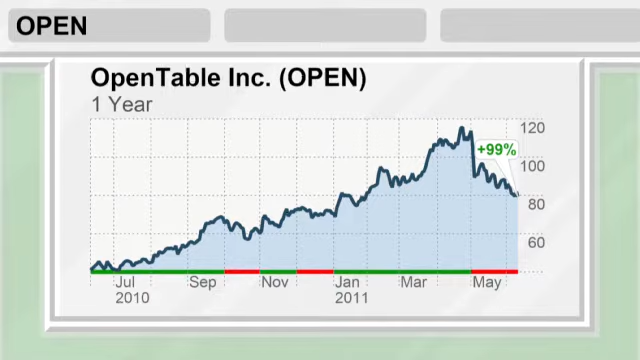 OPEN
OpenTable Inc. (OPEN)
1 Year
120
+99%
100
80
60
Jul Sep Nov Jan Mar May
2010 2011